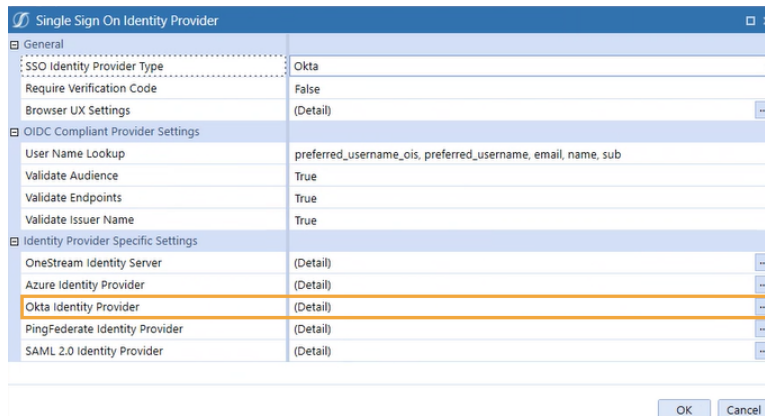 Single Sign On Identity Provider
General
SSO Identity Provider Type Okta
Require Verification Code False
Browser UX Settings (Detail)
OIDC Compliant Provider Settings
User Name Lookup preferred_username_ois, preferred_username, email, name, sub
Validate Audience True
Validate Endpoints True
Validate Issuer Name True
Identity Provider Specific Settings
OneStream Identity Server (Detail)
Azure Identity Provider (Detail)
Okta Identity Provider (Detail)
PingFederate Identity Provider (Detail)
SAML 2.0 Identity Provider (Detail)
OK Cancel